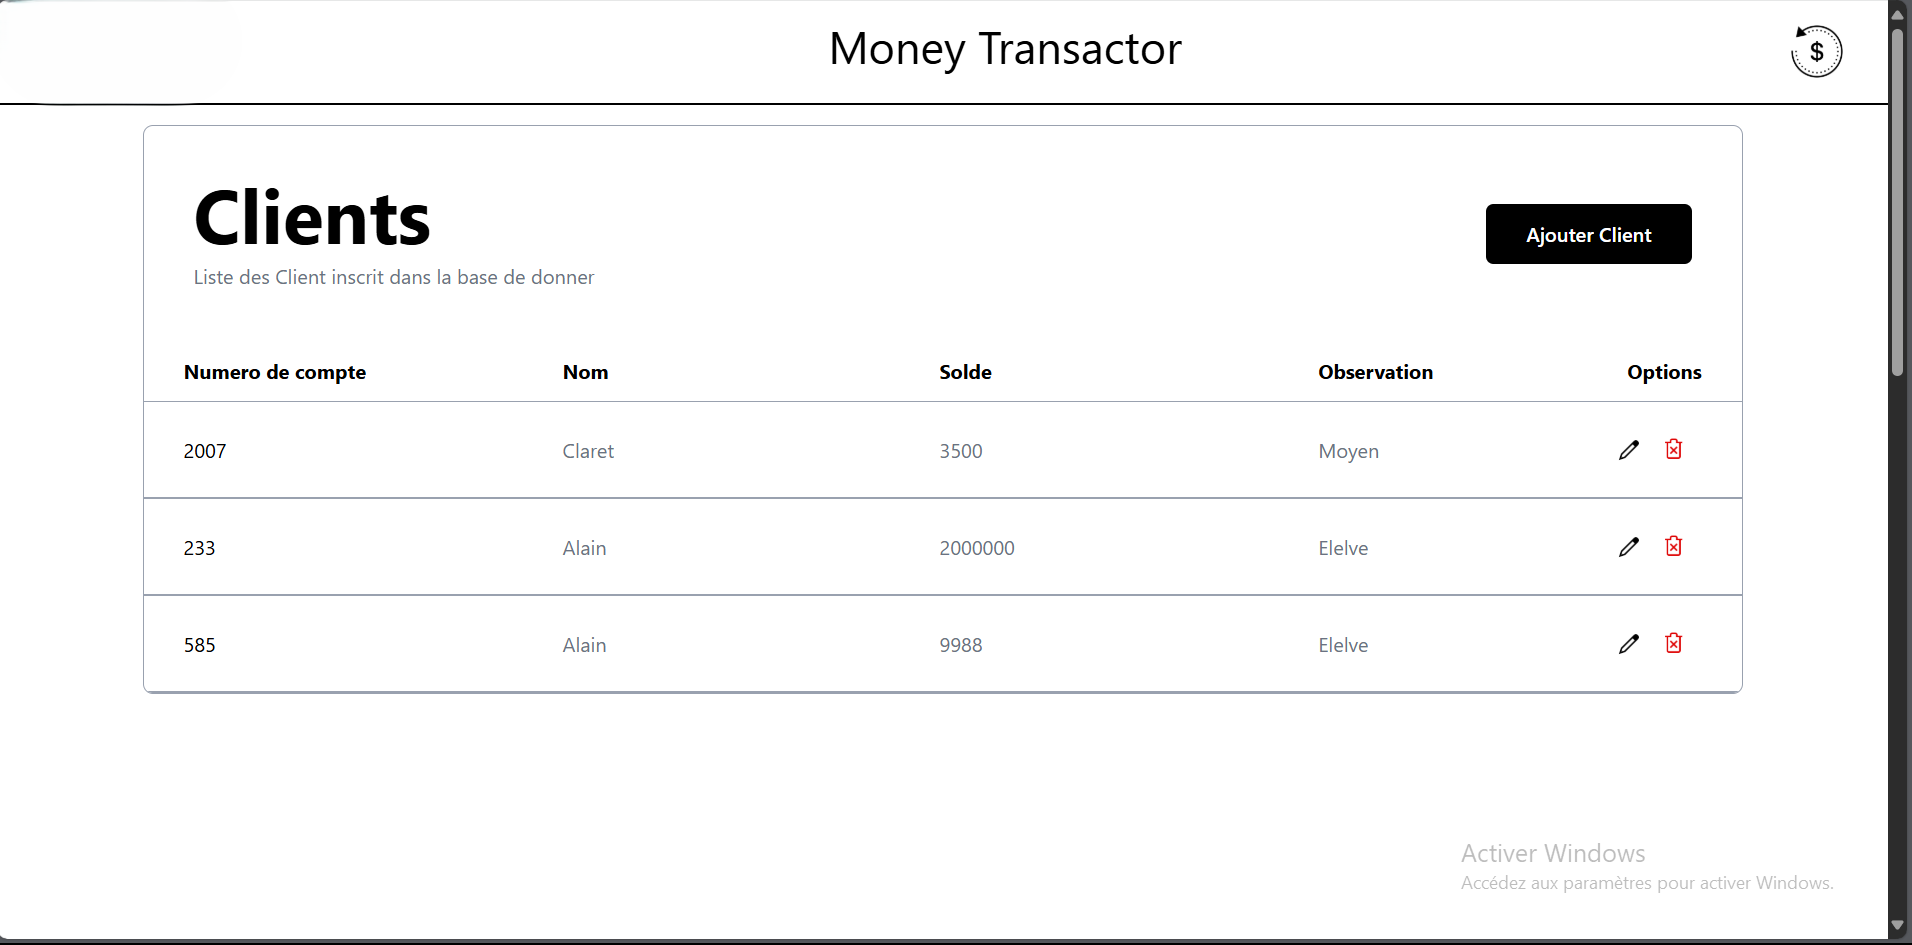 Money Transactor
$
Clients
Ajouter Client
Liste des Client inscrit dans la base de donner
Numero de compte Nom Solde Observation Options
2007 Claret 3500 Moyen
233 Alain 2000000 Elelve
585 Alain 9988 Elelve
Activer Windows
Accédez aux paramètres pour activer Windows.